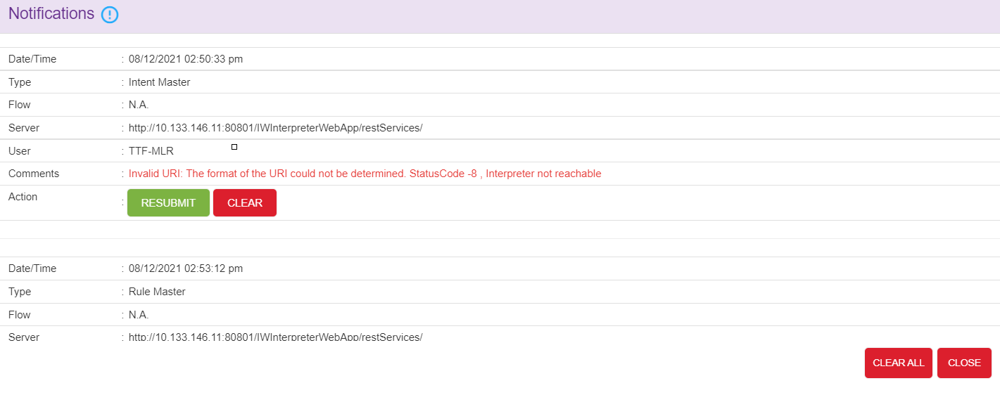 Notifications
Date/Time : 08/12/2021 02:50:33 pm
Type : Intent Master
Flow : N.A.
Server : http://10.133.146.11:80801/IWInterpreterWebApp/restServices/
User : TTF-MLR
Comments : Invalid URI: The format of the URI could not be determined. StatusCode -8 , Interpreter not reachable
Action : RESUBMIT CLEAR
Date/Time : 08/12/2021 02:53:12 pm
Type : Rule Master
Flow : N.A.
Server : http://10.133.146.11:80801/IWInterpreterWebApp/restServices/
CLEAR ALL CLOSE